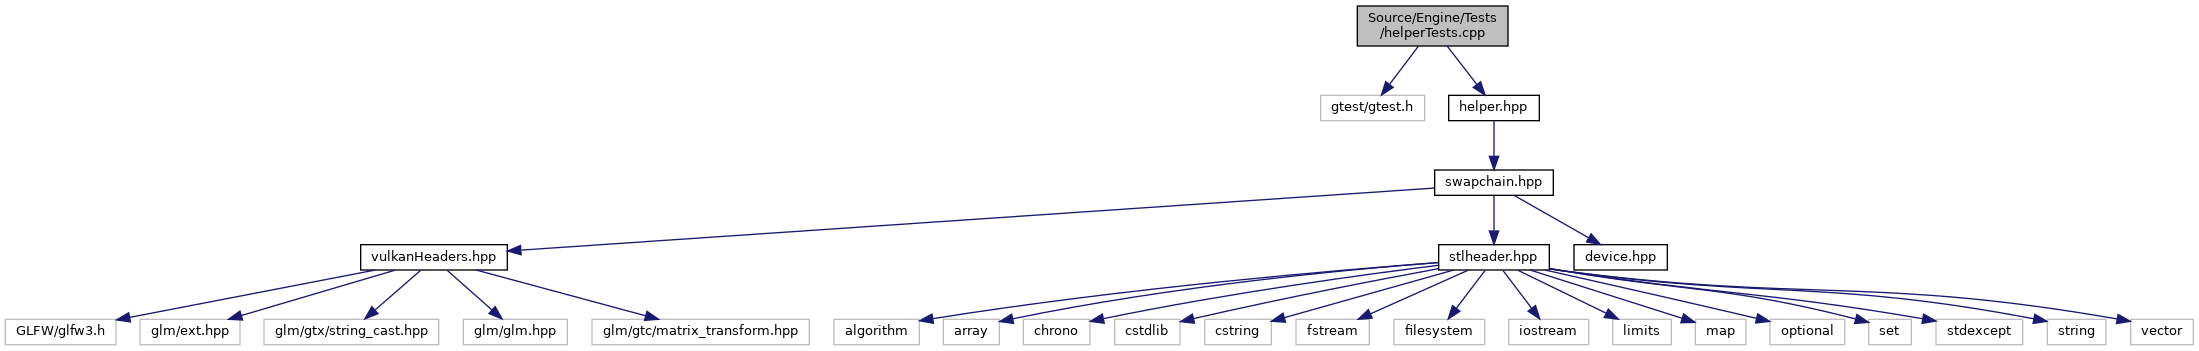 Source/Engine/Tests
/helperTests.cpp
gtest/gtest.h
helper.hpp
swapchain.hpp
vulkanHeaders.hpp
stlheader.hpp
device.hpp
GLFW/glfw3.h
glm/ext.hpp
glm/gtx/string_cast.hpp
glm/glm.hpp
glm/gtc/matrix_transform.hpp
algorithm
array
chrono
cstdlib
cstring
fstream
filesystem
iostream
limits
map
optional
set
stdexcept
string
vector